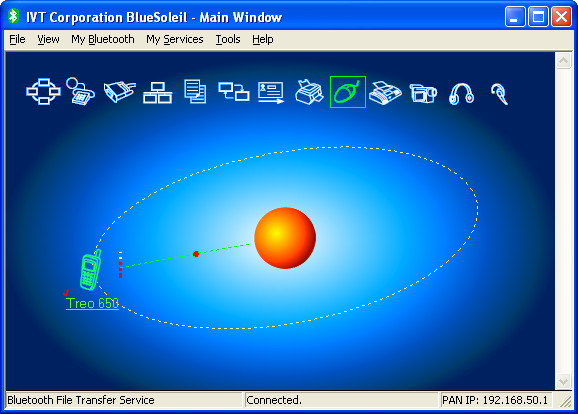 IVT Corporation BlueSoleil - Main Window
File View My Bluetooth My Services Tools Help
Treo 650
Bluetooth File Transfer Service Connected. PAN IP: 192.168.50.1